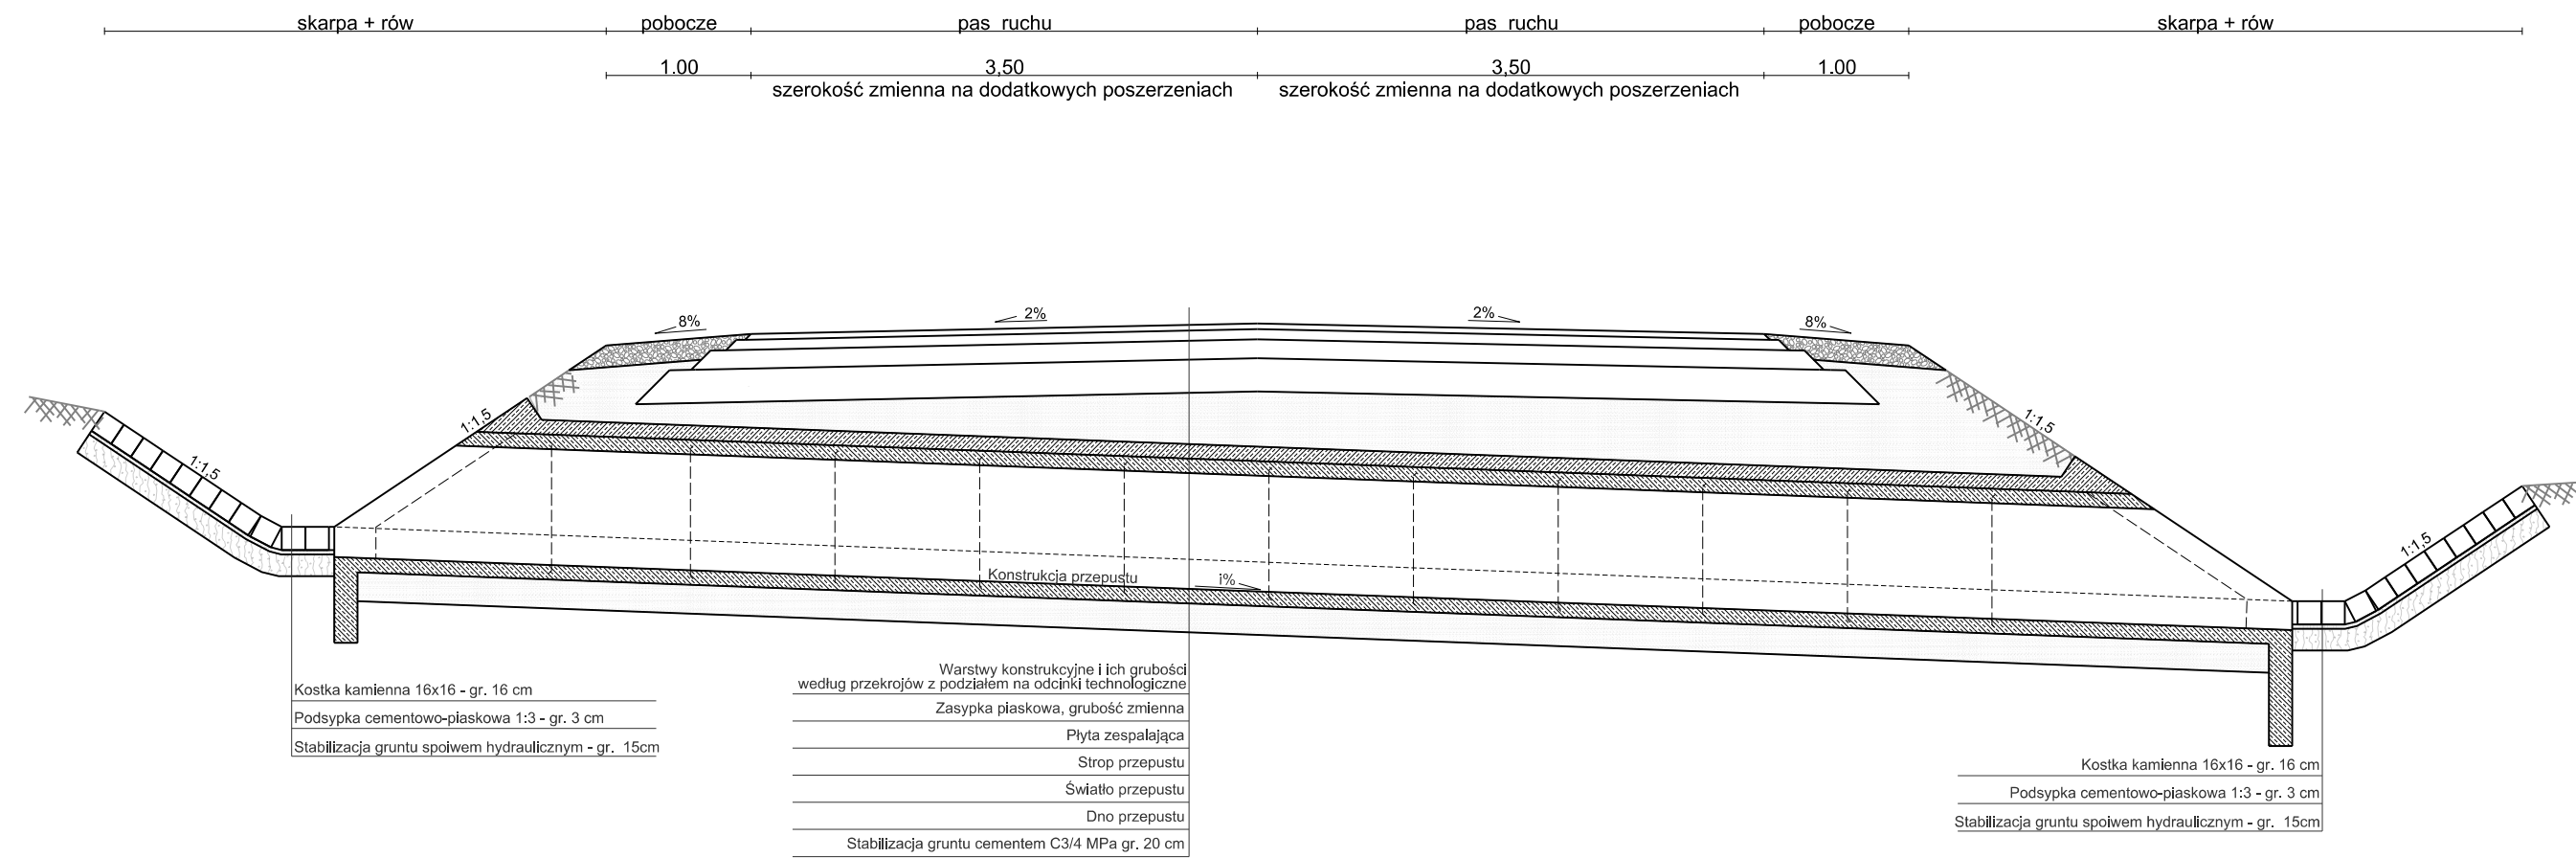 skarpa + rów
pobocze
pas ruchu
pas ruchu
pobocze
skarpa + rów
1.00
3,50
3,50
1.00
szerokość zmienna na dodatkowych poszerzeniach
szerokość zmienna na dodatkowych poszerzeniach
8%
2%
2%
8%
1:1,5
1:1,5
1:1,5
1:1,5
Konstrukcja przepustu
i%
Kostka kamienna 16x16 - gr. 16 cm
Podsypka cementowo-piaskowa 1:3 - gr. 3 cm
Stabilizacja gruntu spoiwem hydraulicznym - gr. 15cm
Warstwy konstrukcyjne i ich grubości
według przekrojów z podziałem na odcinki technologiczne
Zasypka piaskowa, grubość zmienna
Płyta zespalająca
Strop przepustu
Światło przepustu
Dno przepustu
Stabilizacja gruntu cementem C3/4 MPa gr. 20 cm
Kostka kamienna 16x16 - gr. 16 cm
Podsypka cementowo-piaskowa 1:3 - gr. 3 cm
Stabilizacja gruntu spoiwem hydraulicznym - gr. 15cm